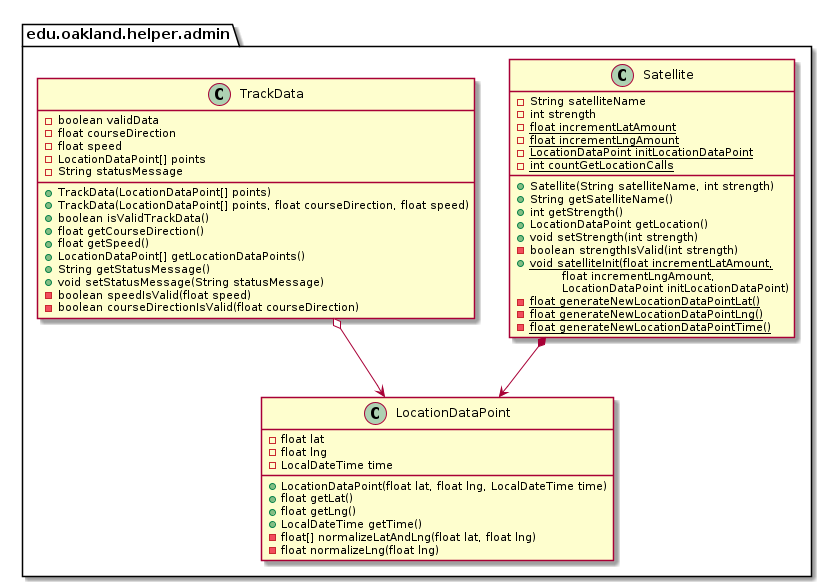 edu.oakland.helper.admin
C TrackData
boolean validData
float courseDirection
float speed
LocationDataPoint[] points
String statusMessage
TrackData(LocationDataPoint[] points)
TrackData(LocationDataPoint[] points, float courseDirection, float speed)
boolean isValidTrackData()
float getCourseDirection()
float getSpeed()
LocationDataPoint[] getLocationDataPoints()
String getStatusMessage()
void setStatusMessage(String statusMessage)
boolean speedIsValid(float speed)
boolean courseDirectionIsValid(float courseDirection)
C Satellite
String satelliteName
int strength
float incrementLatAmount
float incrementLngAmount
LocationDataPoint initLocationDataPoint
int countGetLocationCalls
Satellite(String satelliteName, int strength)
String getSatelliteName()
int getStrength()
LocationDataPoint getLocation()
void setStrength(int strength)
boolean strengthIsValid(int strength)
void satelliteInit(float incrementLatAmount,
float incrementLngAmount,
LocationDataPoint initLocationDataPoint)
float generateNewLocationDataPointLat()
float generateNewLocationDataPointLng()
float generateNewLocationDataPointTime()
C LocationDataPoint
float lat
float lng
LocalDateTime time
LocationDataPoint(float lat, float lng, LocalDateTime time)
float getLat()
float getLng()
LocalDateTime getTime()
float[] normalizeLatAndLng(float lat, float lng)
float normalizeLng(float lng)